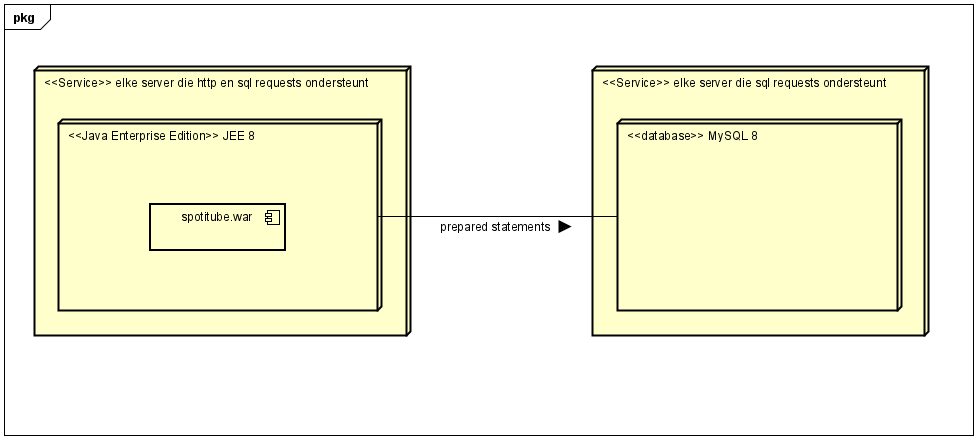 pkg
<<Service>> elke server die http en sql requests ondersteunt
<<Java Enterprise Edition>> JEE 8
spotitube.war
prepared statements
<<Service>> elke server die sql requests ondersteunt
<<database>> MySQL 8